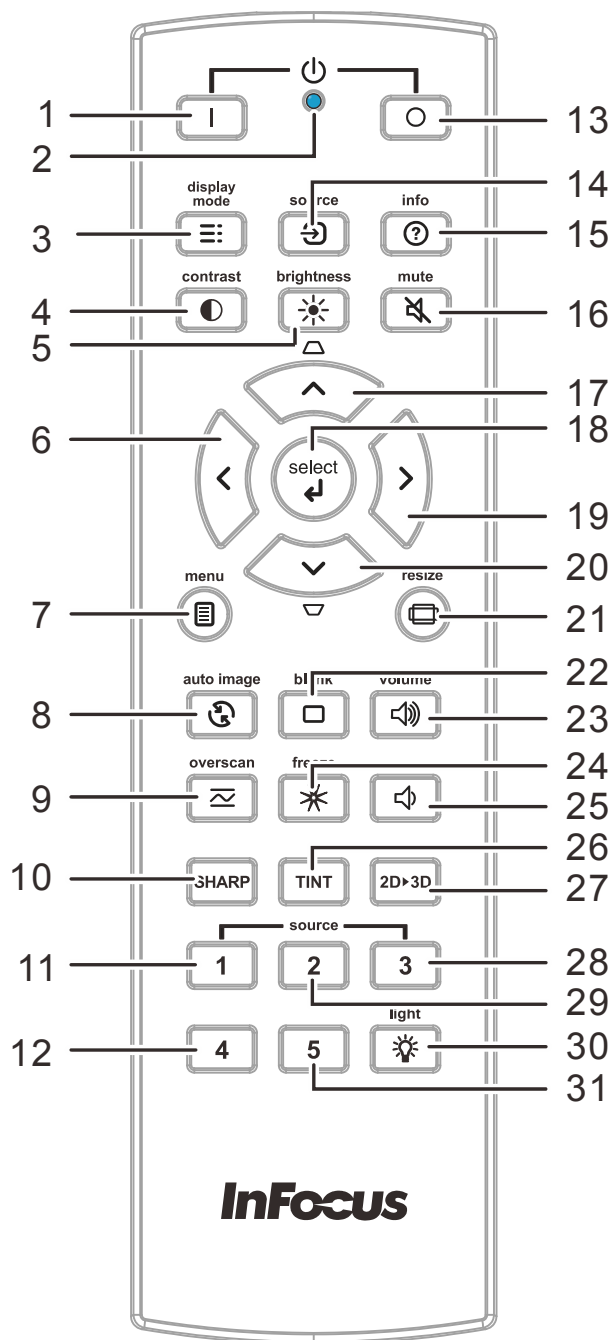 1
2
13
display
mode
source
info
3
14
15
contrast
brightness
mute
4
5
16
6
17
select
18
19
20
menu
resize
7
21
auto image
blank
volume
8
22
23
overscan
freeze
9
24
25
SHARP
TINT
2D▸3D
10
26
27
source
1
2
3
11
28
29
light
4
5
12
30
31
InFocus